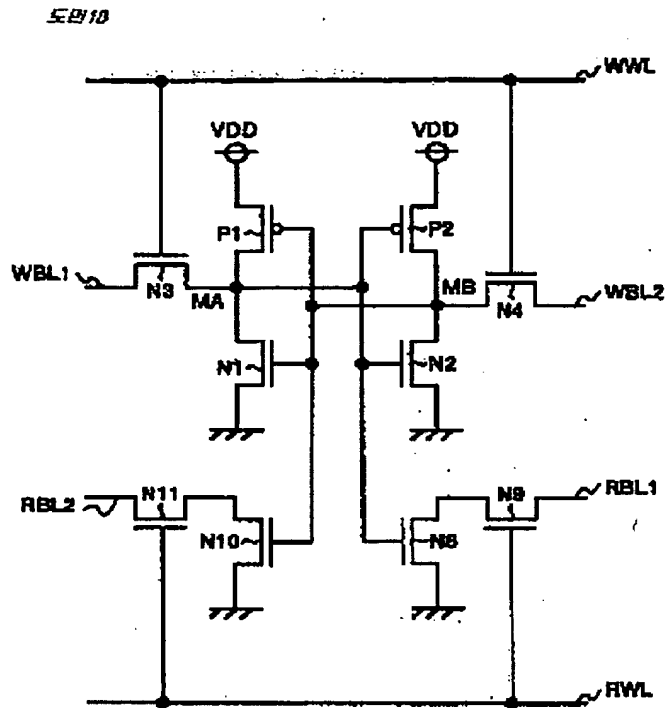 도면18
WWL
VDD
VDD
P1
P2
WBL1
N3
MA
MB
N4
WBL2
N1
N2
RBL2
N11
N9
RBL1
N10
N8
RWL